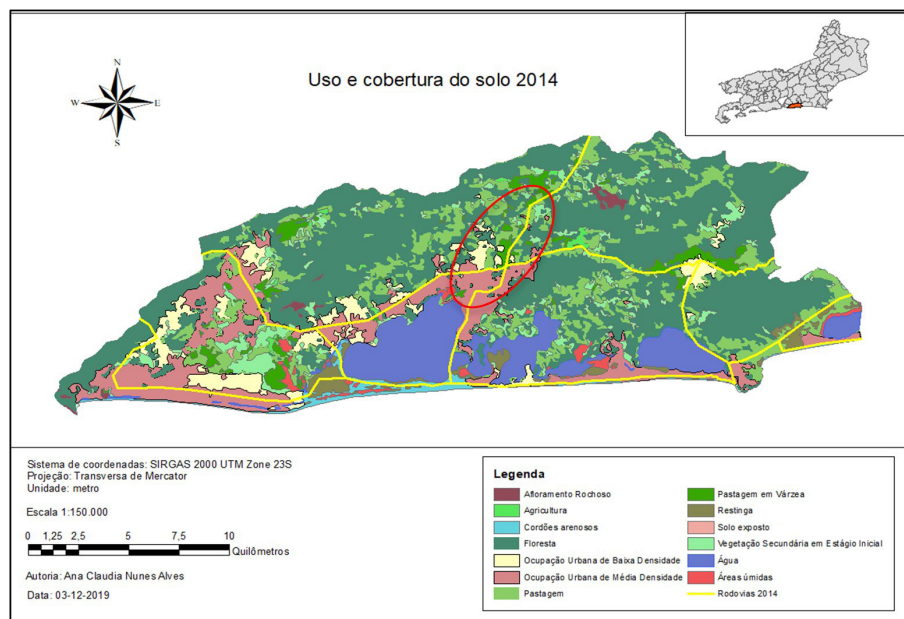 Uso e cobertura do solo 2014
N
W
E
S
Sistema de coordenadas: SIRGAS 2000 UTM Zone 23S
Projeção: Transversa de Mercator
Unidade: metro
Escala 1:150.000
0 1,25 2,5 5 7,5 10
Quilômetros
Autoria: Ana Claudia Nunes Alves
Data: 03-12-2019
Legenda
Afloramento Rochoso
Agricultura
Cordões arenosos
Floresta
Ocupação Urbana de Baixa Densidade
Ocupação Urbana de Média Densidade
Pastagem
Pastagem em Várzea
Restinga
Solo exposto
Vegetação Secundária em Estágio Inicial
Água
Áreas úmidas
Rodovias 2014